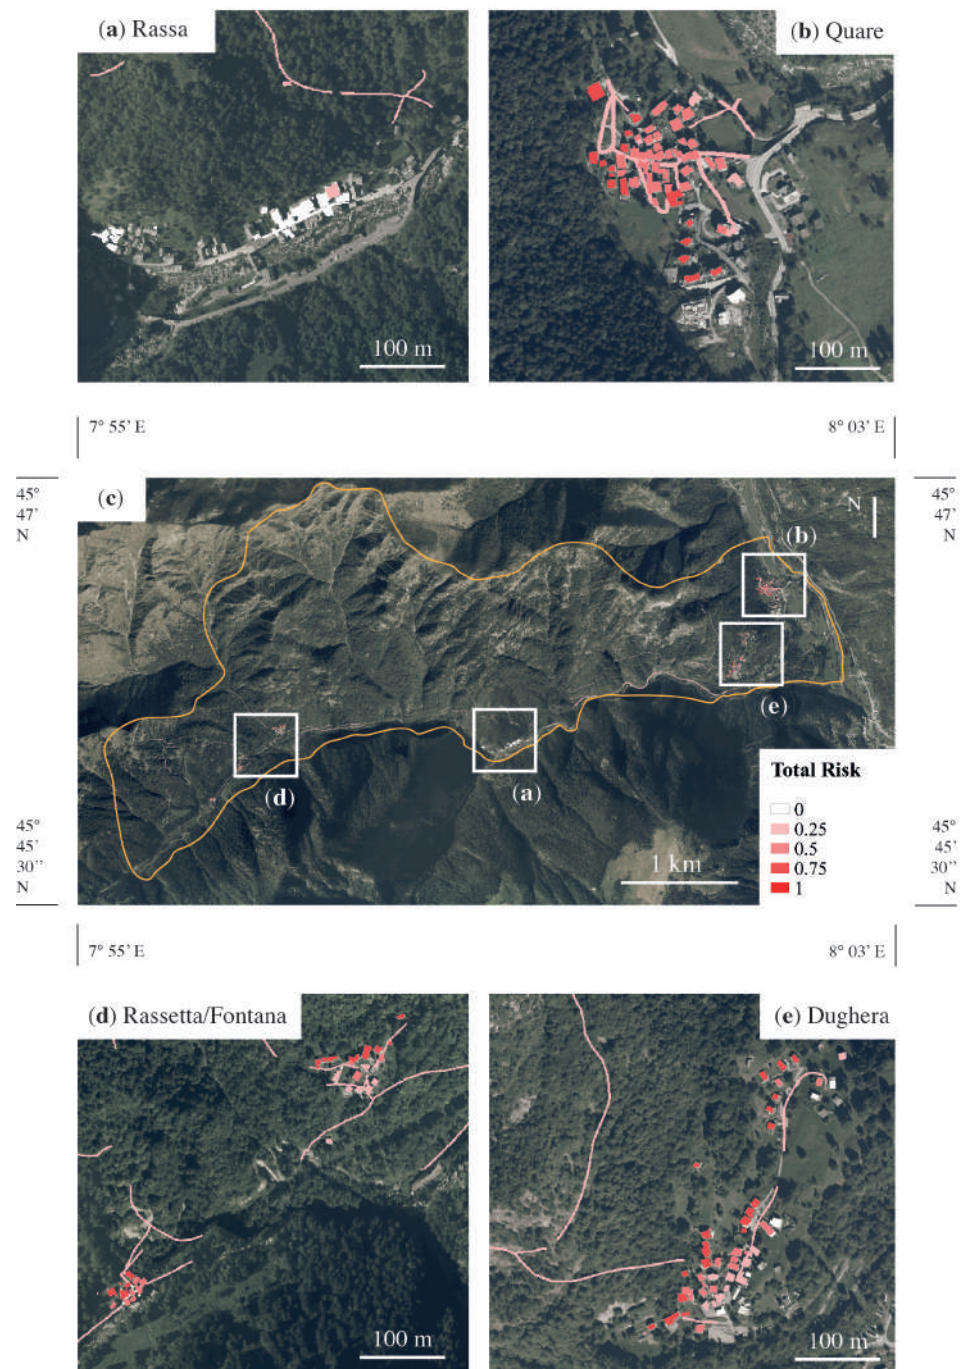 (a) Rassa
(b) Quare
100 m
100 m
7° 55’ E
8° 03’ E
45°
47’
N
(c)
N
45°
47’
N
(b)
(e)
(d)
(a)
Total Risk
0
0.25
0.5
0.75
1
45°
45’
30’’
N
1 km
45°
45’
30’’
N
7° 55’ E
8° 03’ E
(d) Rassetta/Fontana
(e) Dughera
100 m
100 m